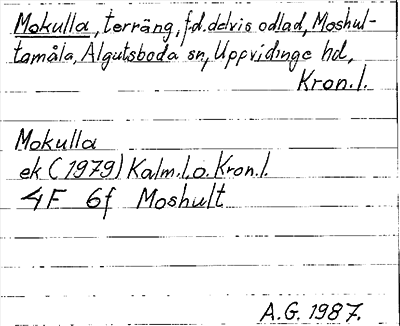 Mokulla, terräng, f.d. delvis odlad, Moshul-
tamåla, Algutsboda sn, Uppvidinge hd,
Kron.l.
Mokulla
ek (1979) Kalm.l.o. Kron.l.
4F 6f Moshult
A.G. 1987.